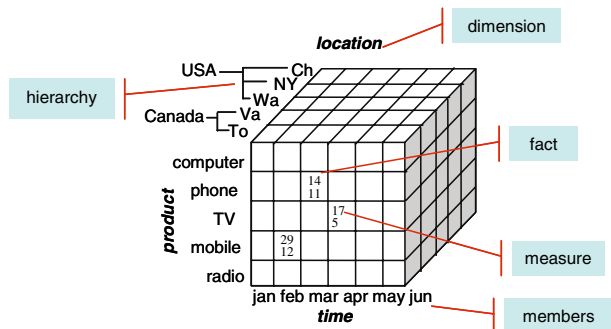 dimension
location
USA
Ch
NY
hierarchy
Wa
Canada
Va
To
computer
fact
phone
14
11
product
TV
17
5
mobile
29
12
measure
radio
jan feb mar apr may jun
time
members